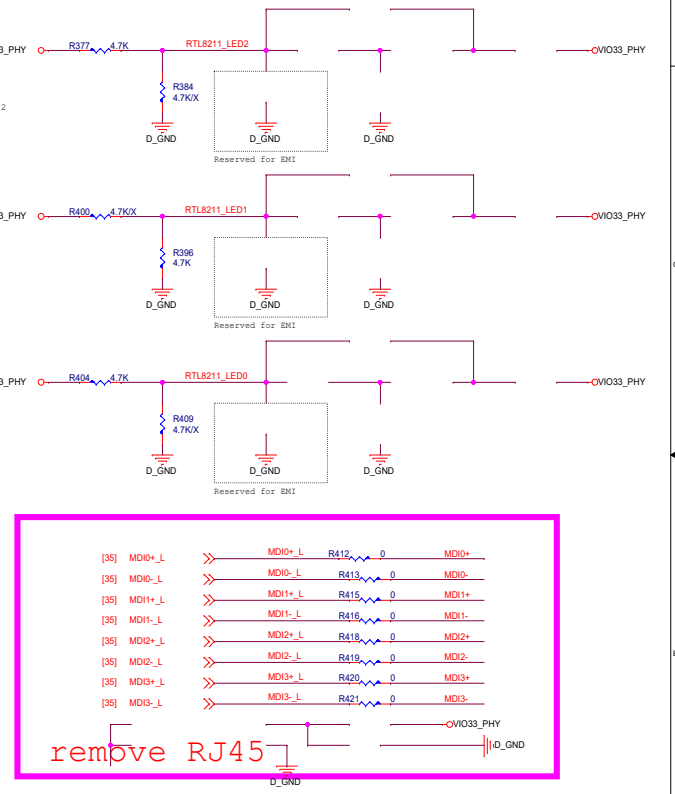 3_PHY R377 4.7K RTL8211_LED2 VIO33_PHY
R384
4.7K/X
2
D_GND D_GND D_GND
Reserved for EMI
3_PHY R400 4.7K/X RTL8211_LED1 VIO33_PHY
R396
4.7K
D_GND D_GND D_GND
Reserved for EMI
3_PHY R404 4.7K RTL8211_LED0 VIO33_PHY
R409
4.7K/X
D_GND D_GND D_GND
Reserved for EMI
[35] MDI0+_L MDI0+_L R412 0 MDI0+
[35] MDI0-_L MDI0-_L R413 0 MDI0-
[35] MDI1+_L MDI1+_L R415 0 MDI1+
[35] MDI1-_L MDI1-_L R416 0 MDI1-
[35] MDI2+_L MDI2+_L R418 0 MDI2+
[35] MDI2-_L MDI2-_L R419 0 MDI2-
[35] MDI3+_L MDI3+_L R420 0 MDI3+
[35] MDI3-_L MDI3-_L R421 0 MDI3-
VIO33_PHY
remove RJ45 D_GND
D_GND